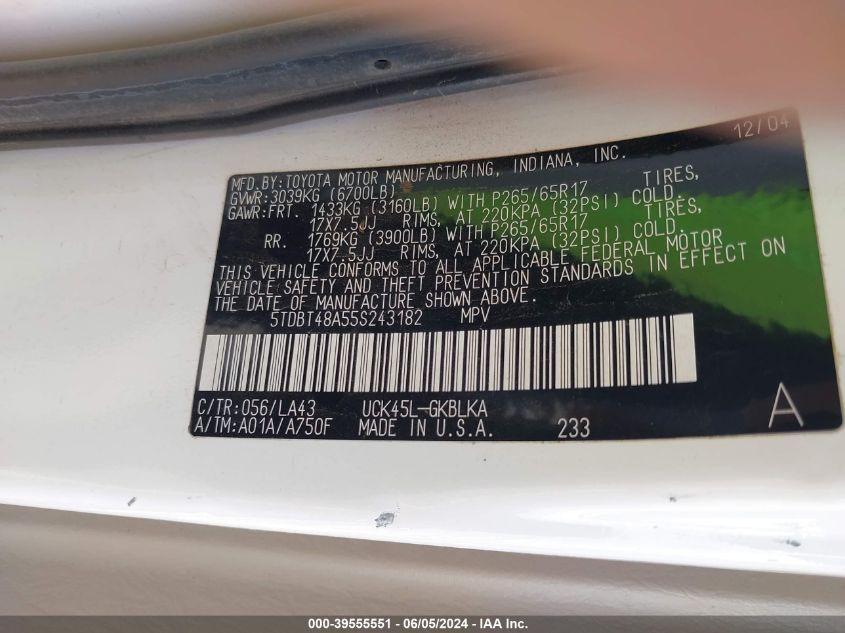 12/04
MFD.BY:TOYOTA MOTOR MANUFACTURING, INDIANA, INC.
GVWR:3039KG (6700LB)
GAWR:FRT. 1433KG (3160LB) WITH P265/65R17 TIRES,
17X7.5JJ RIMS, AT 220KPA (32PSI) COLD.
RR. 1769KG (3900LB) WITH P265/65R17 TIRES,
17X7.5JJ RIMS, AT 220KPA (32PSI) COLD.
THIS VEHICLE CONFORMS TO ALL APPLICABLE FEDERAL MOTOR
VEHICLE SAFETY AND THEFT PREVENTION STANDARDS IN EFFECT ON
THE DATE OF MANUFACTURE SHOWN ABOVE.
5TDBT48A55S243182 MPV
C/TR:056/LA43 UCK45L-GKBLKA A
A/TM:A01A/A750F MADE IN U.S.A. 233
000-39555551 - 06/05/2024 - IAA Inc.